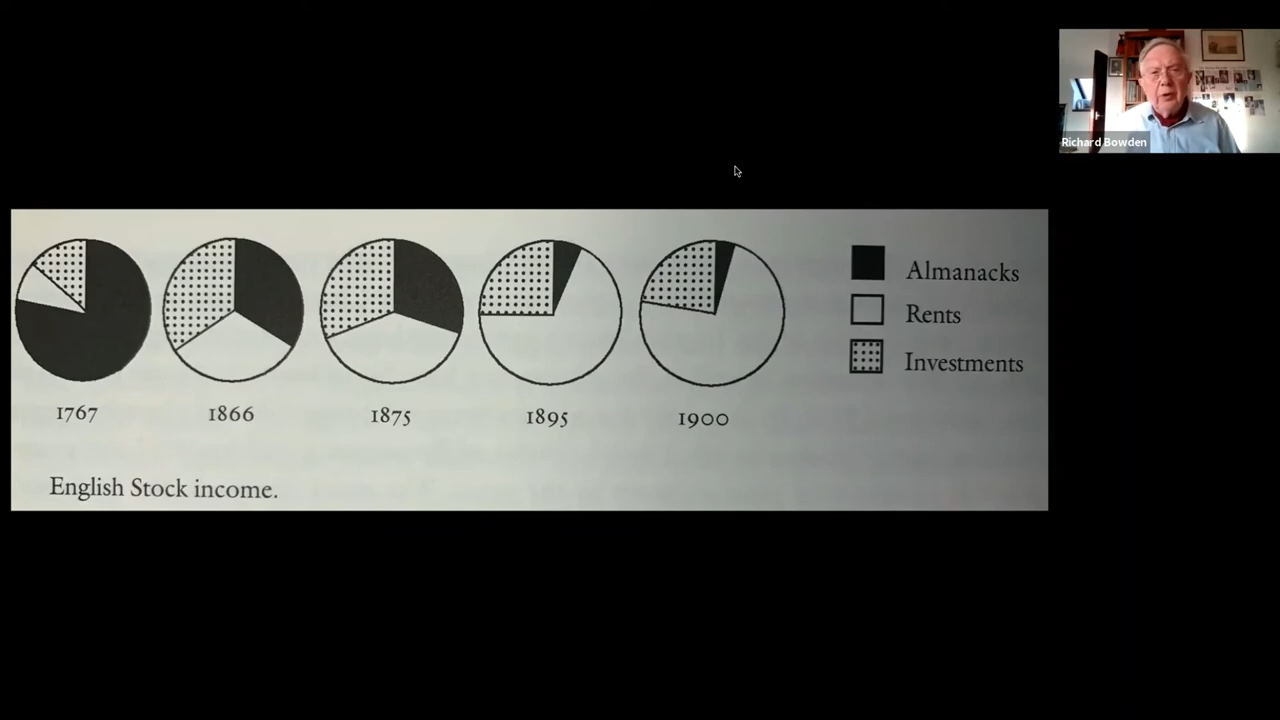 Richard Bowden
Almanacks
Rents
Investments
1767
1866
1875
1895
1900
English Stock income.